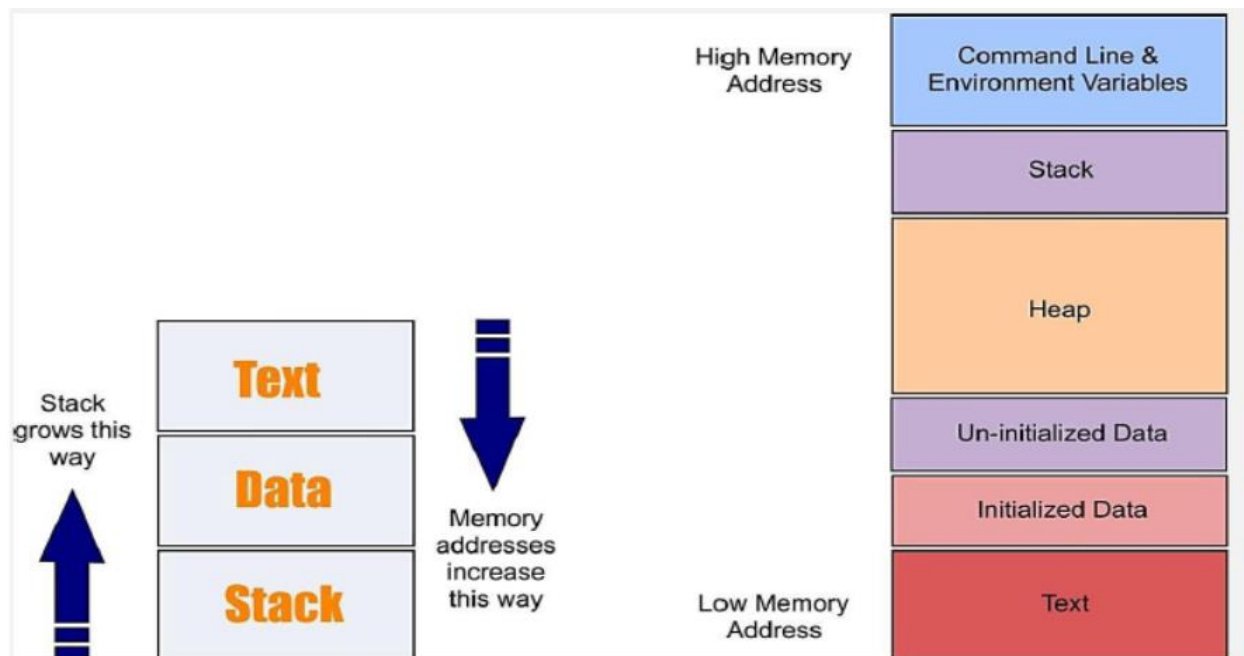 High Memory
Address
Command Line &
Environment Variables
Stack
Heap
Text
Stack
grows this
way
Un-initialized Data
Data
Memory
addresses
increase
this way
Initialized Data
Stack
Low Memory
Address
Text